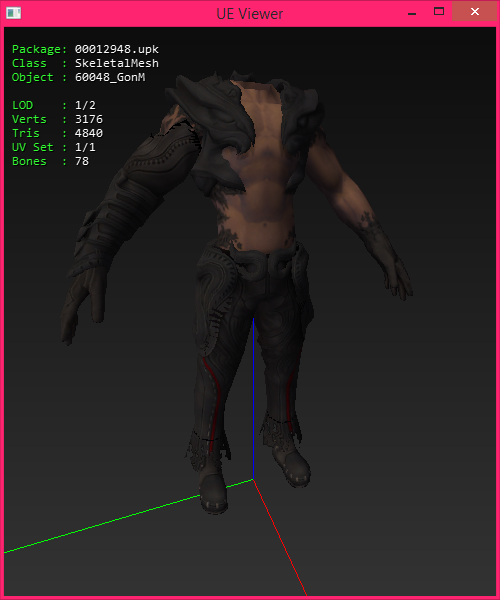 UE Viewer
Package: 00012948.upk
Class : SkeletalMesh
Object : 60048_GonM
LOD : 1/2
Verts : 3176
Tris : 4840
UV Set : 1/1
Bones : 78